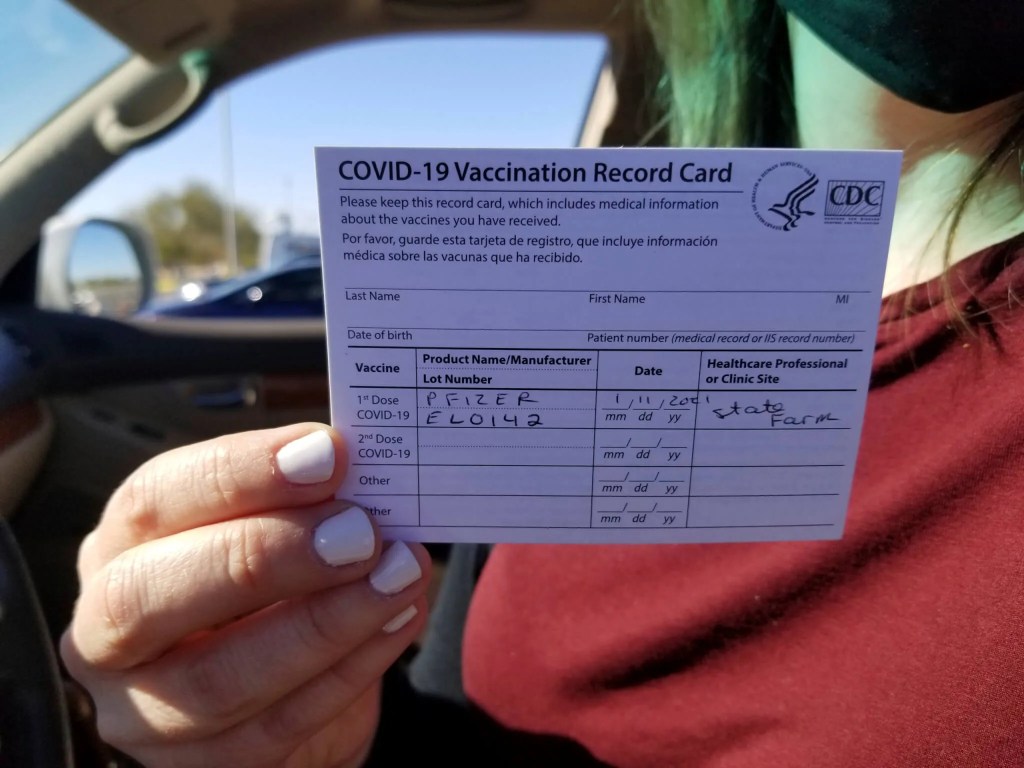 COVID-19 Vaccination Record Card
CDC
Please keep this record card, which includes medical information
about the vaccines you have received.
Por favor, guarde esta tarjeta de registro, que incluye información
médica sobre las vacunas que ha recibido.
Last Name First Name MI
Date of birth Patient number (medical record or IIS record number)
Vaccine Product Name/Manufacturer Date Healthcare Professional
Lot Number or Clinic Site
1st Dose PFIZER 1/11/2021 State
COVID-19 EL0142 mm dd yy Farm
2nd Dose / /
COVID-19 mm dd yy
Other / /
mm dd yy
Other / /
mm dd yy